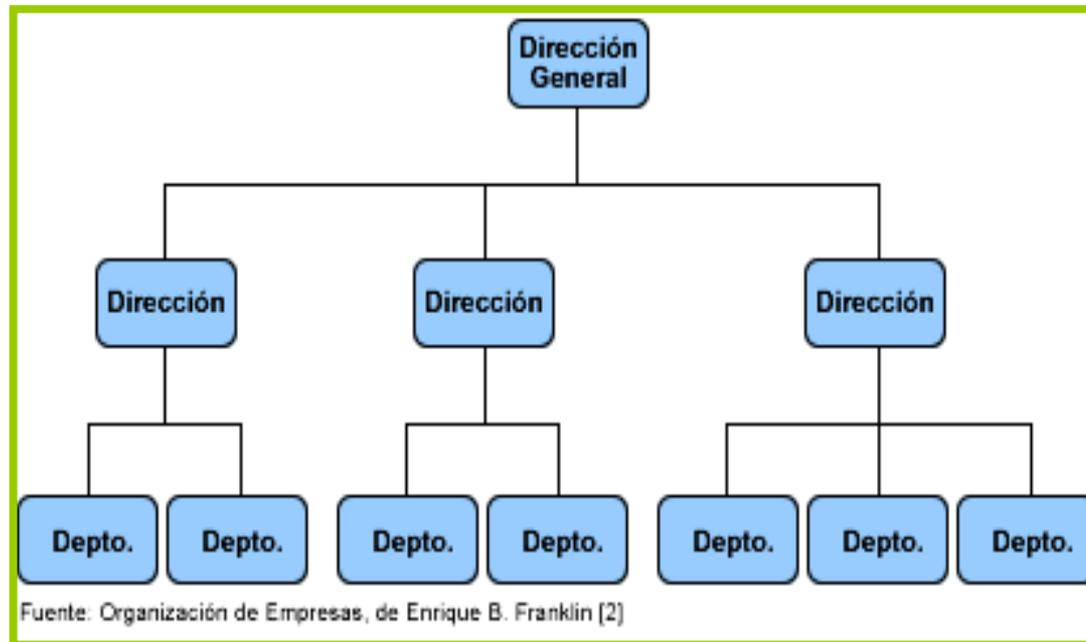 Dirección
General
Dirección
Dirección
Dirección
Depto.
Depto.
Depto.
Depto.
Depto.
Depto.
Depto.
Fuente: Organización de Empresas, de Enrique B. Franklin [2]